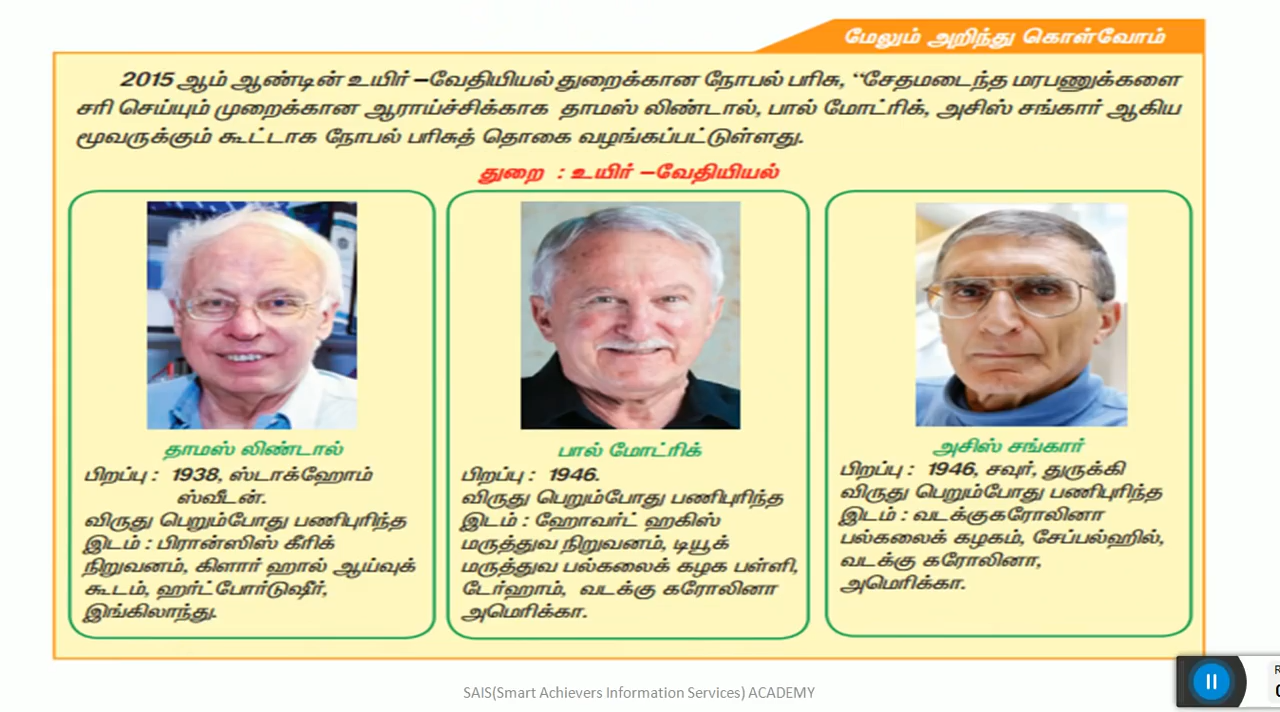 மேலும் அறிந்து கொள்வோம்
2015 ஆம் ஆண்டின் உயிர் –வேதியியல் துறைக்கான நோபல் பரிசு, “சேதமடைந்த மரபணுக்களை
சரி செய்யும் முறைக்கான ஆராய்ச்சிக்காக தாமஸ் லிண்டால், பால் மோட்ரிக், அசிஸ் சங்கார் ஆகிய
மூவருக்கும் கூட்டாக நோபல் பரிசுத் தொகை வழங்கப்பட்டுள்ளது.
துறை : உயிர் –வேதியியல்
தாமஸ் லிண்டால்
பிறப்பு : 1938, ஸ்டாக்ஹோம்
ஸ்வீடன்.
விருது பெறும்போது பணிபுரிந்த
இடம் : பிரான்ஸிஸ் கீரிக்
நிறுவனம், கிளார் ஹால் ஆய்வுக்
கூடம், ஹர்ட்போர்டுஷீர்,
இங்கிலாந்து.
பால் மோட்ரிக்
பிறப்பு : 1946.
விருது பெறும்போது பணிபுரிந்த
இடம் : ஹோவர்ட் ஹகிஸ்
மருத்துவ நிறுவனம், டியூக்
மருத்துவ பல்கலைக் கழக பள்ளி,
டேர்ஹாம், வடக்கு கரோலினா
அமெரிக்கா.
அசிஸ் சங்கார்
பிறப்பு : 1946, சவுர், துருக்கி
விருது பெறும்போது பணிபுரிந்த
இடம் : வடக்குகரோலினா
பல்கலைக் கழகம், சேப்பல்ஹில்,
வடக்கு கரோலினா,
அமெரிக்கா.
SAIS(Smart Achievers Information Services) ACADEMY